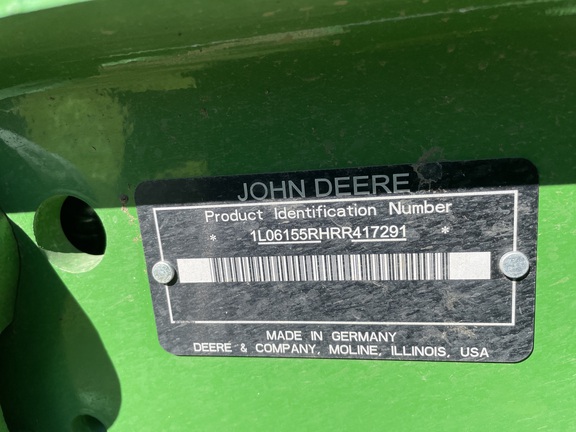 JOHN DEERE
Product Identification Number
* 1L06155RHRR417291 *
MADE IN GERMANY
DEERE & COMPANY, MOLINE, ILLINOIS, USA